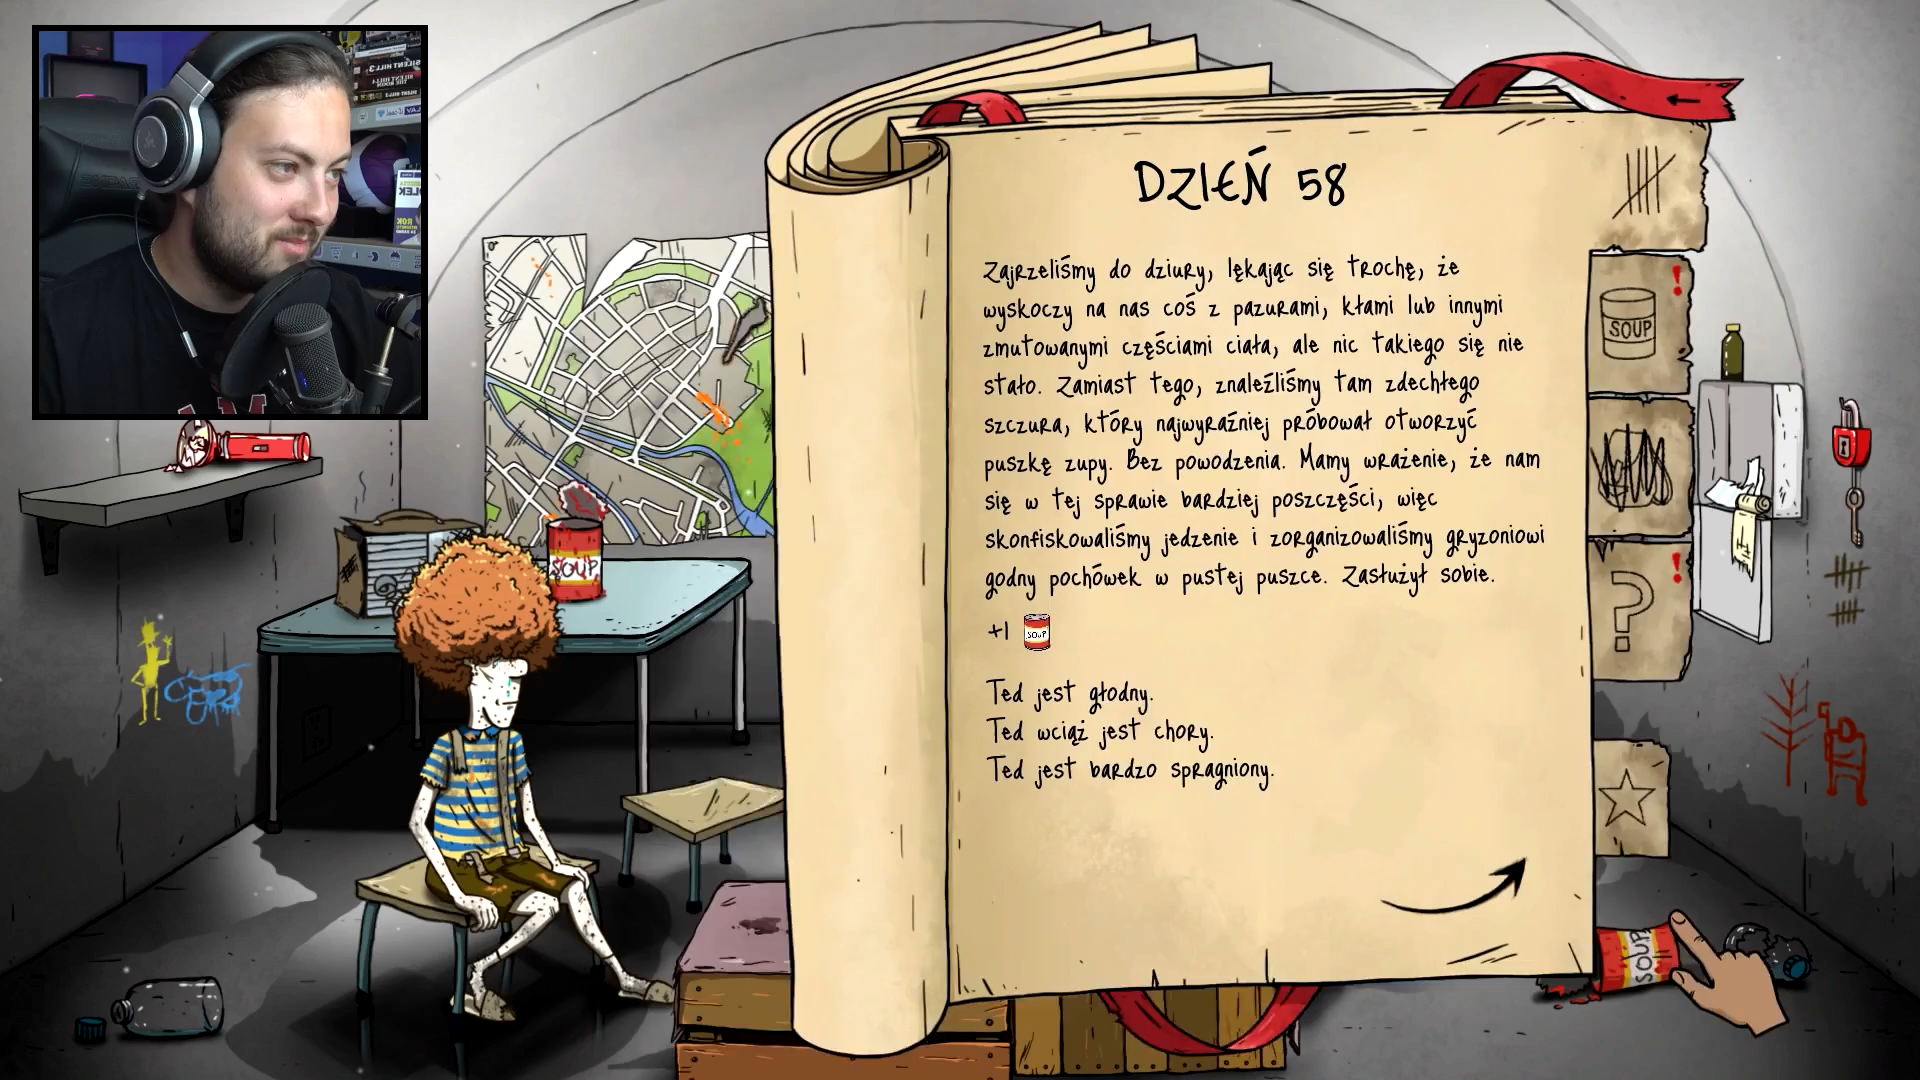 DZIEŃ 58
Zajrzeliśmy do dziury, lękając się trochę, że
wyskoczy na nas coś z pazurami, kłami lub innymi
zmutowanymi częściami ciała, ale nic takiego się nie
stało. Zamiast tego, znaleźliśmy tam zdechłego
szczura, który najwyraźniej próbował otworzyć
puszkę zupy. Bez powodzenia. Mamy wrażenie, że nam
się w tej sprawie bardziej poszczęści, więc
skonfiskowaliśmy jedzenie i zorganizowaliśmy gryzoniowi
godny pochówek w pustej puszce. Zasłużył sobie.
+1 SOUP
Ted jest głodny.
Ted wciąż jest chory.
Ted jest bardzo spragniony.
SOUP
!
?
!
SOUP
SOUP